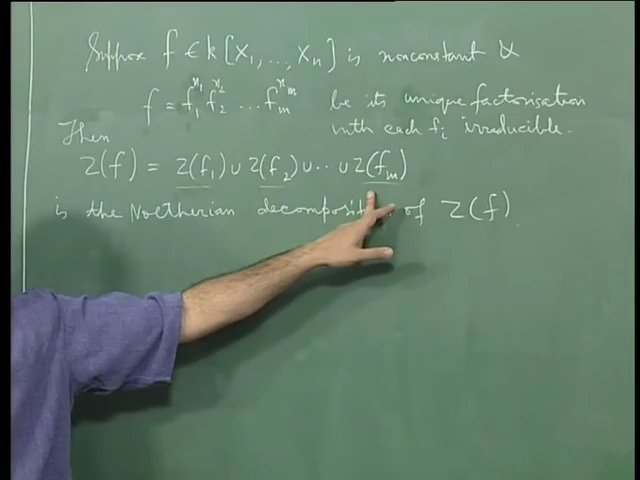 Suppose f ∈ k[X₁, ..., Xₙ] is nonconstant &
f = f₁^{r₁} f₂^{r₂} ... fₘ^{rₘ} be its unique factorisation
with each fᵢ irreducible.
Then
Z(f) = Z(f₁) ∪ Z(f₂) ∪ ·· ∪ Z(fₘ)
is the Noetherian decomposit of Z(f).